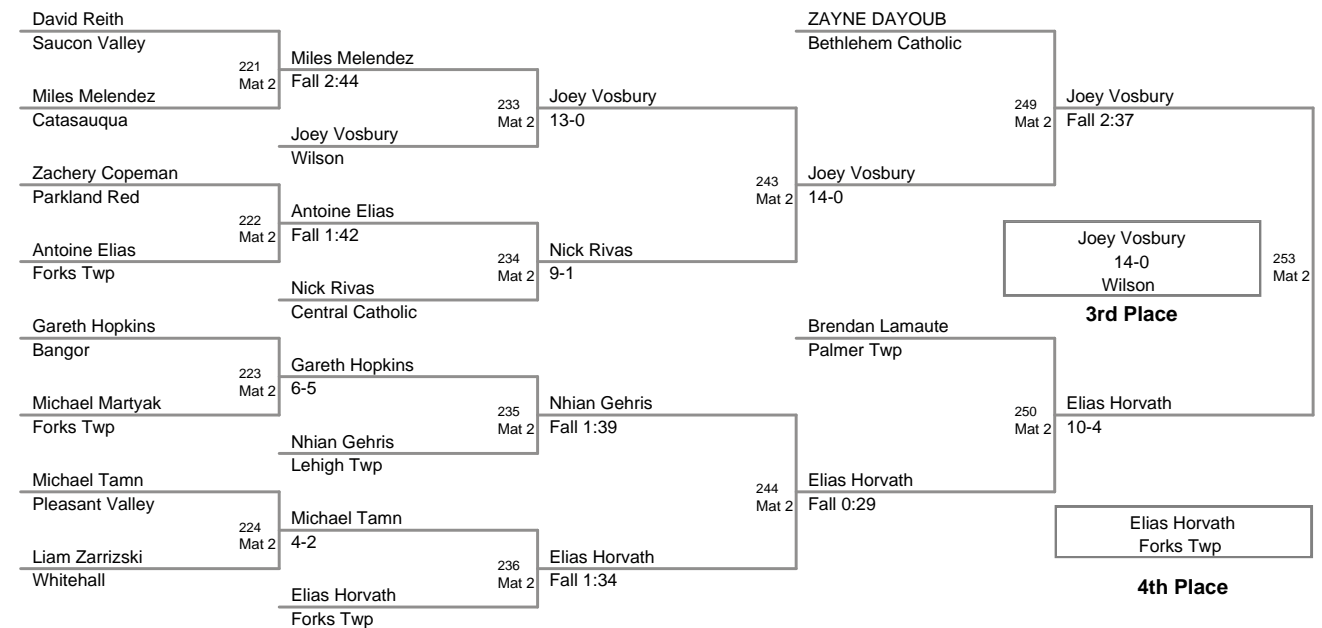 David Reith
Saucon Valley
221
Mat 2
Miles Melendez
Fall 2:44
Miles Melendez
Catasauqua
233
Mat 2
Joey Vosbury
13-0
Joey Vosbury
Wilson
Zachery Copeman
Parkland Red
222
Mat 2
Antoine Elias
Fall 1:42
Antoine Elias
Forks Twp
234
Mat 2
Nick Rivas
9-1
Nick Rivas
Central Catholic
243
Mat 2
Joey Vosbury
14-0
ZAYNE DAYOUB
Bethlehem Catholic
249
Mat 2
Joey Vosbury
Fall 2:37
Gareth Hopkins
Bangor
223
Mat 2
Gareth Hopkins
6-5
Michael Martyak
Forks Twp
235
Mat 2
Nhian Gehris
Fall 1:39
Nhian Gehris
Lehigh Twp
Michael Tamn
Pleasant Valley
224
Mat 2
Michael Tamn
4-2
Liam Zarrizski
Whitehall
236
Mat 2
Elias Horvath
Fall 1:34
Elias Horvath
Forks Twp
244
Mat 2
Elias Horvath
Fall 0:29
Brendan Lamaute
Palmer Twp
250
Mat 2
Elias Horvath
10-4
253
Mat 2
Joey Vosbury
14-0
Wilson
3rd Place
Elias Horvath
Forks Twp
4th Place